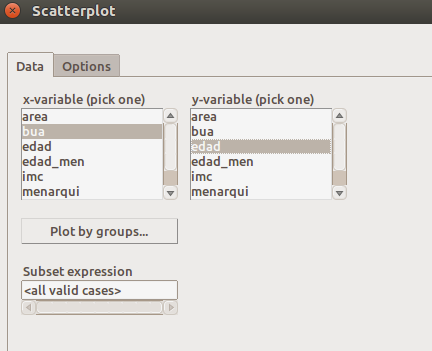 Scatterplot
Data Options
x-variable (pick one) y-variable (pick one)
area area
bua bua
edad edad
edad_men edad_men
imc imc
menarqui menarqui
Plot by groups...
Subset expression
<all valid cases>